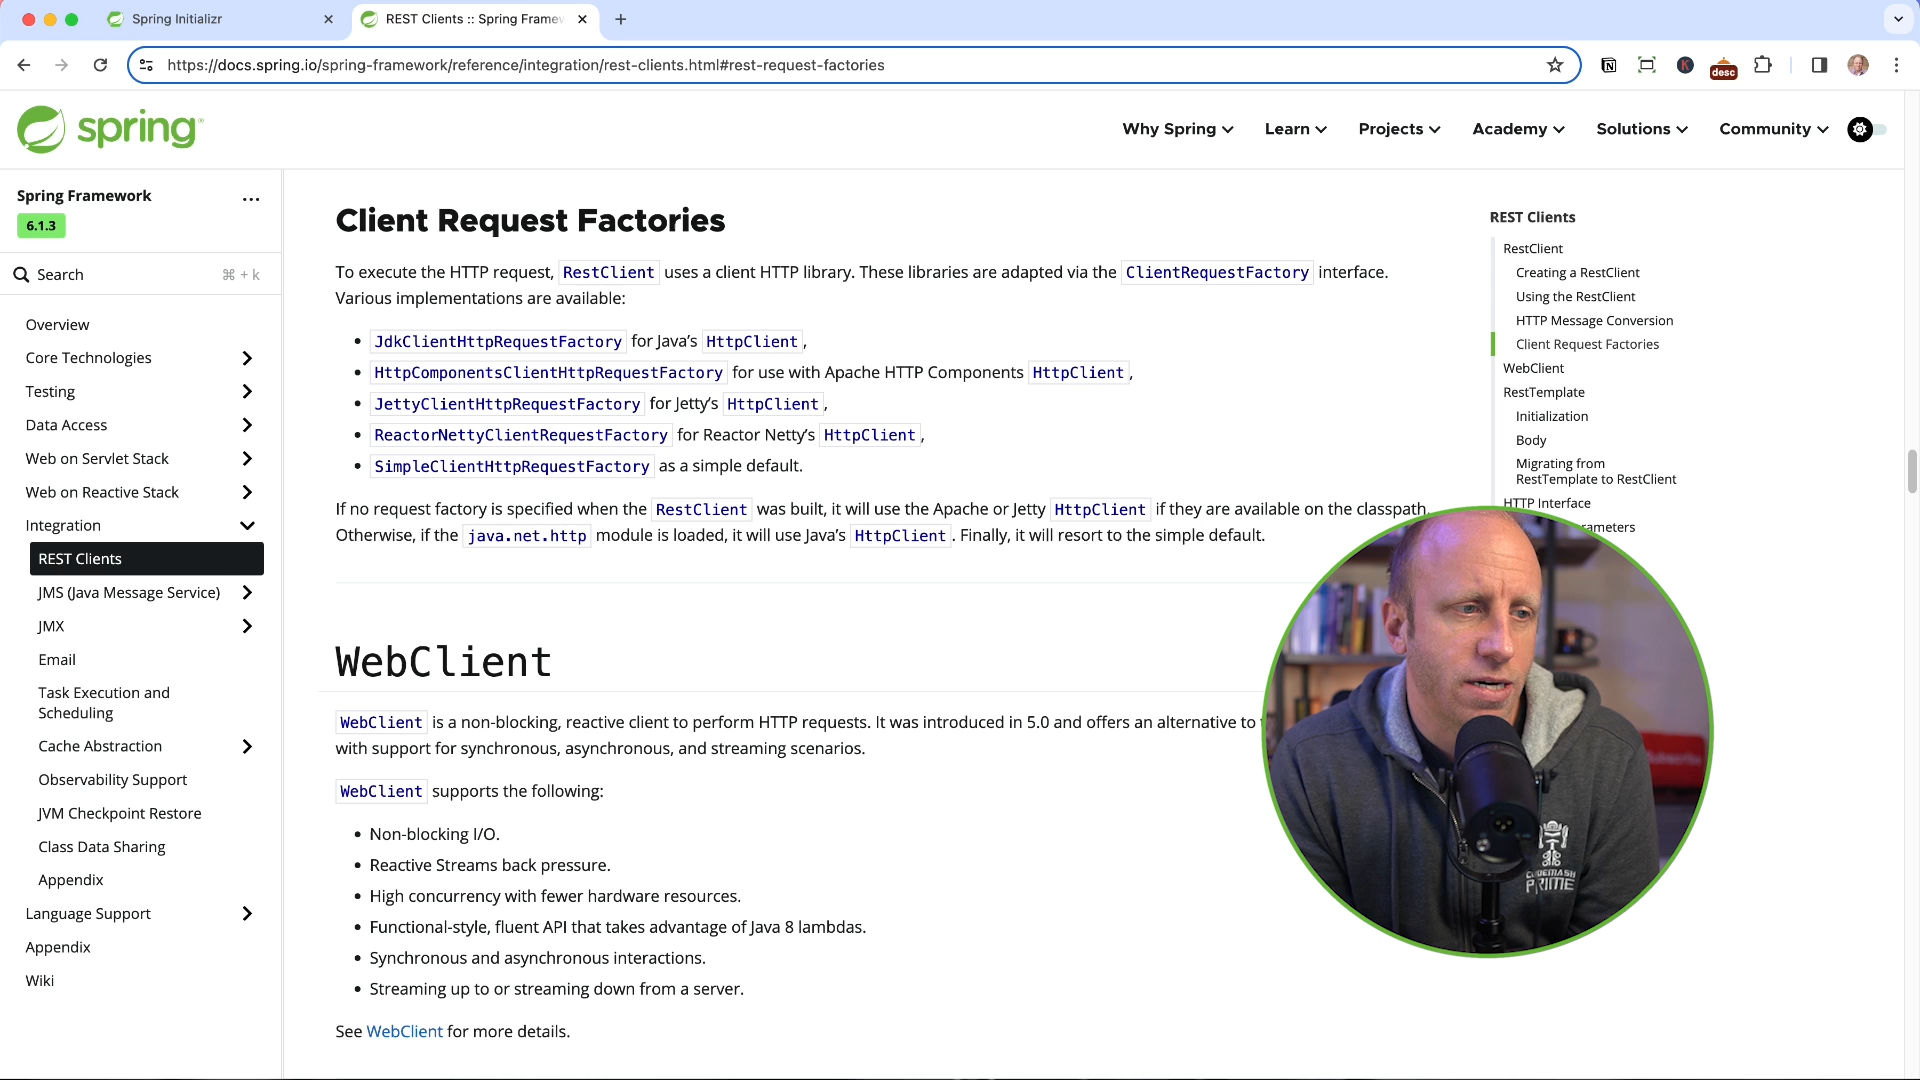 Spring Initializr
REST Clients :: Spring Framew
https://docs.spring.io/spring-framework/reference/integration/rest-clients.html#rest-request-factories
desc
spring
Why Spring
Learn
Projects
Academy
Solutions
Community
Spring Framework
6.1.3
Search
⌘ + k
Overview
Core Technologies
Testing
Data Access
Web on Servlet Stack
Web on Reactive Stack
Integration
REST Clients
JMS (Java Message Service)
JMX
Email
Task Execution and
Scheduling
Cache Abstraction
Observability Support
JVM Checkpoint Restore
Class Data Sharing
Appendix
Language Support
Appendix
Wiki
Client Request Factories
To execute the HTTP request, RestClient uses a client HTTP library. These libraries are adapted via the ClientRequestFactory interface.
Various implementations are available:
• JdkClientHttpRequestFactory for Java’s HttpClient,
• HttpComponentsClientHttpRequestFactory for use with Apache HTTP Components HttpClient,
• JettyClientHttpRequestFactory for Jetty’s HttpClient,
• ReactorNettyClientRequestFactory for Reactor Netty’s HttpClient,
• SimpleClientHttpRequestFactory as a simple default.
If no request factory is specified when the RestClient was built, it will use the Apache or Jetty HttpClient if they are available on the classpath.
Otherwise, if the java.net.http module is loaded, it will use Java’s HttpClient. Finally, it will resort to the simple default.
WebClient
WebClient is a non-blocking, reactive client to perform HTTP requests. It was introduced in 5.0 and offers an alternative to
with support for synchronous, asynchronous, and streaming scenarios.
WebClient supports the following:
• Non-blocking I/O.
• Reactive Streams back pressure.
• High concurrency with fewer hardware resources.
• Functional-style, fluent API that takes advantage of Java 8 lambdas.
• Synchronous and asynchronous interactions.
• Streaming up to or streaming down from a server.
See WebClient for more details.
REST Clients
RestClient
Creating a RestClient
Using the RestClient
HTTP Message Conversion
Client Request Factories
WebClient
RestTemplate
Initialization
Body
Migrating from
RestTemplate to RestClient
HTTP Interface
rameters
CODEMASH
PRIME